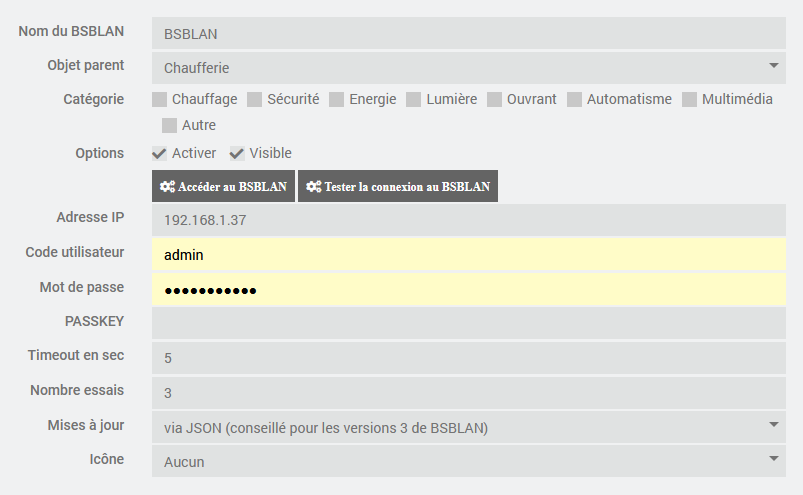 Nom du BSBLAN BSBLAN
Objet parent Chaufferie
Catégorie Chauffage Sécurité Energie Lumière Ouvrant Automatisme Multimédia
Autre
Options Activer Visible
Accéder au BSBLAN Tester la connexion au BSBLAN
Adresse IP 192.168.1.37
Code utilisateur admin
Mot de passe ●●●●●●●●●●●
PASSKEY
Timeout en sec 5
Nombre essais 3
Mises à jour via JSON (conseillé pour les versions 3 de BSBLAN)
Icône Aucun